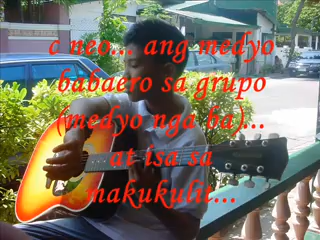 c neo... ang medyo
babaero sa grupo
(medyo nga ba)...
at isa sa
makukulit...